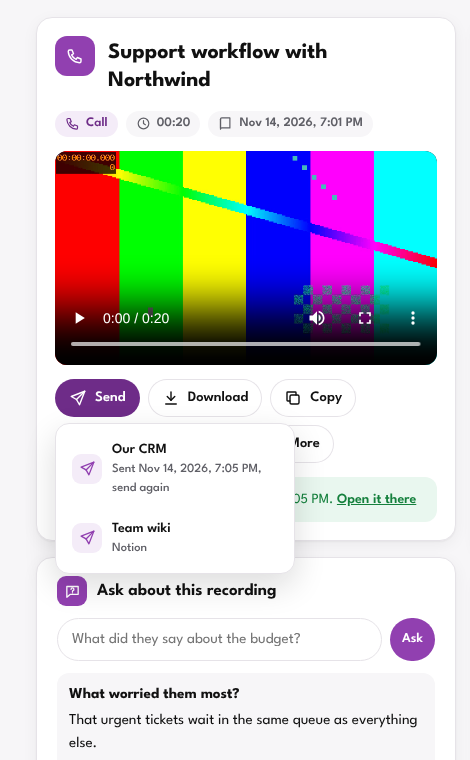 Support workflow with
Northwind
Call
00:20
Nov 14, 2026, 7:01 PM
00:00:00.000
0
0:00 / 0:20
Send
Download
Copy
More
Our CRM
Sent Nov 14, 2026, 7:05 PM,
send again
Team wiki
Notion
05 PM. Open it there
Ask about this recording
What did they say about the budget?
Ask
What worried them most?
That urgent tickets wait in the same queue as everything
else.